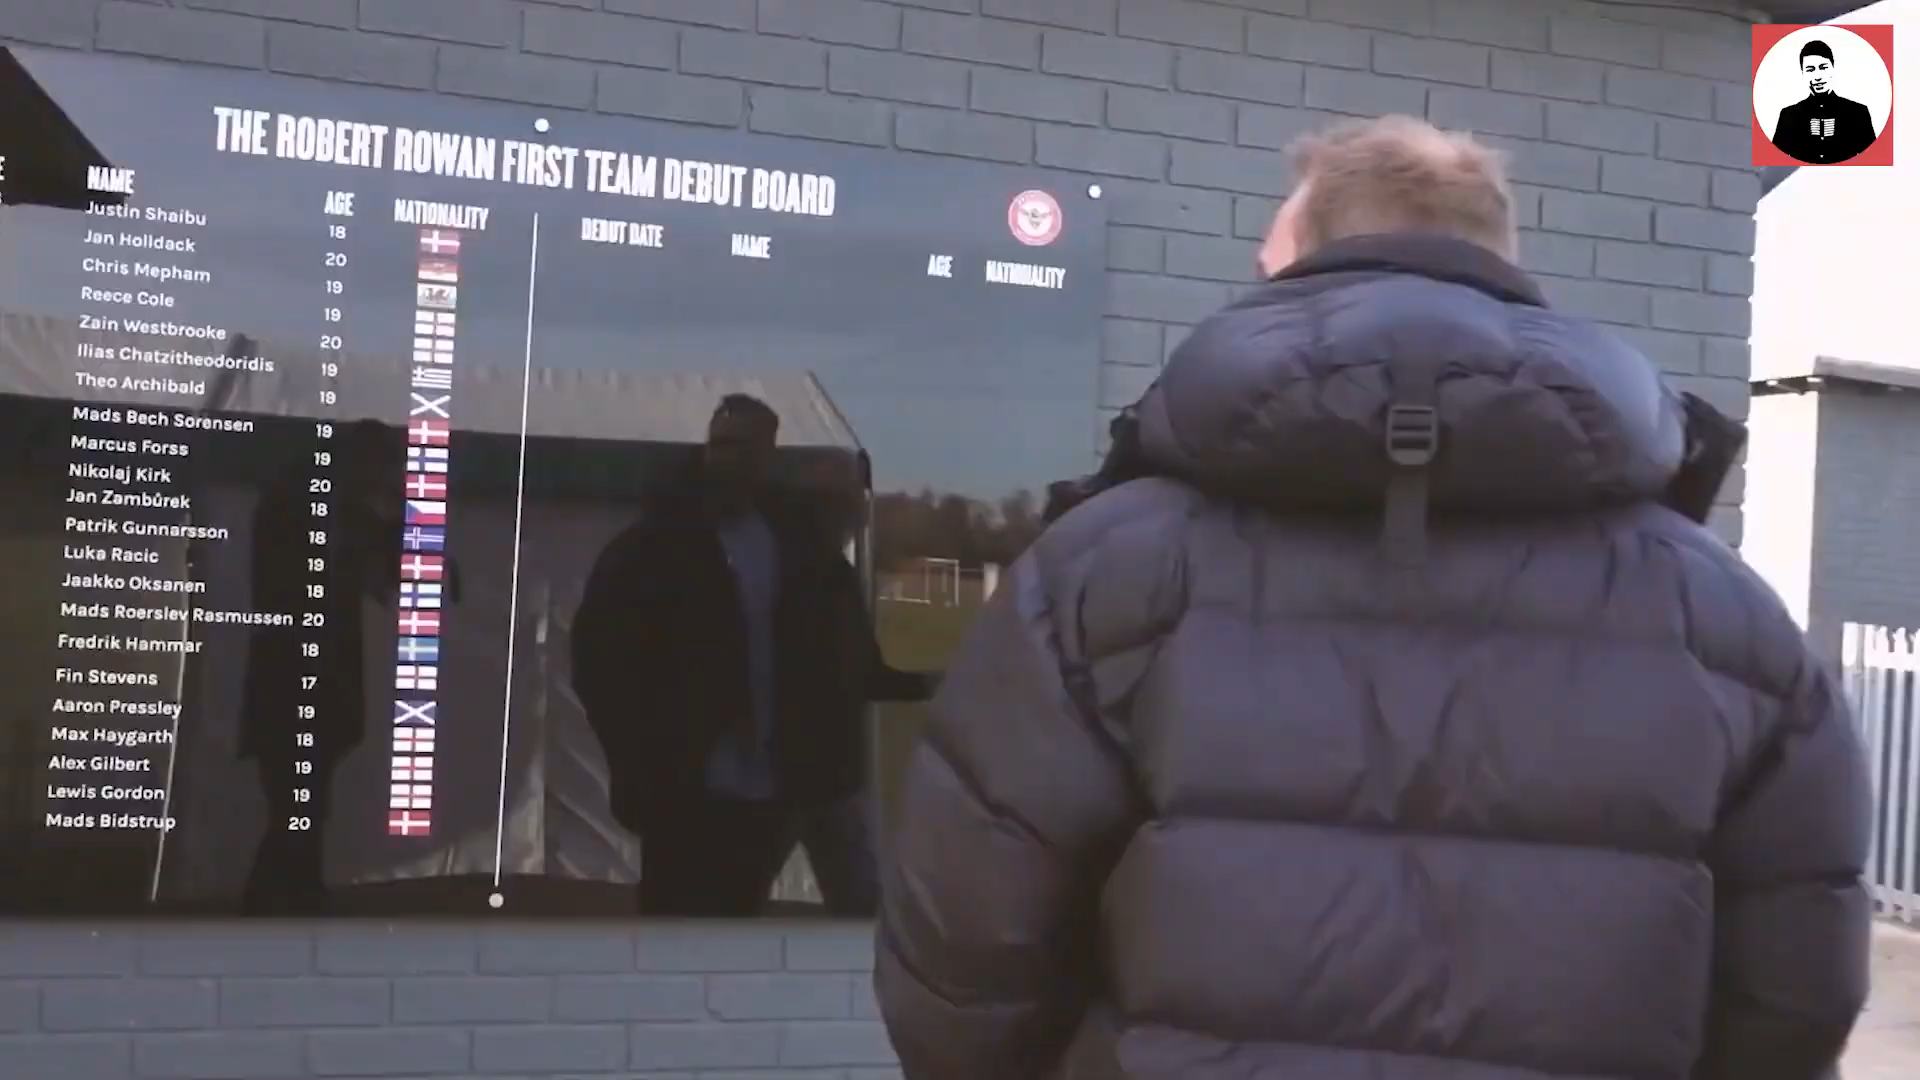 THE ROBERT ROWAN FIRST TEAM DEBUT BOARD
NAME AGE NATIONALITY DEBUT DATE NAME AGE NATIONALITY
Justin Shaibu 18
Jan Holldack 20
Chris Mepham 19
Reece Cole 19
Zain Westbrooke 20
Ilias Chatzitheodoridis 19
Theo Archibald 19
Mads Bech Sorensen 19
Marcus Forss 19
Nikolaj Kirk 20
Jan Zambůrek 18
Patrik Gunnarsson 18
Luka Racic 19
Jaakko Oksanen 18
Mads Roerslev Rasmussen 20
Fredrik Hammar 18
Fin Stevens 17
Aaron Pressley 19
Max Haygarth 18
Alex Gilbert 19
Lewis Gordon 19
Mads Bidstrup 20